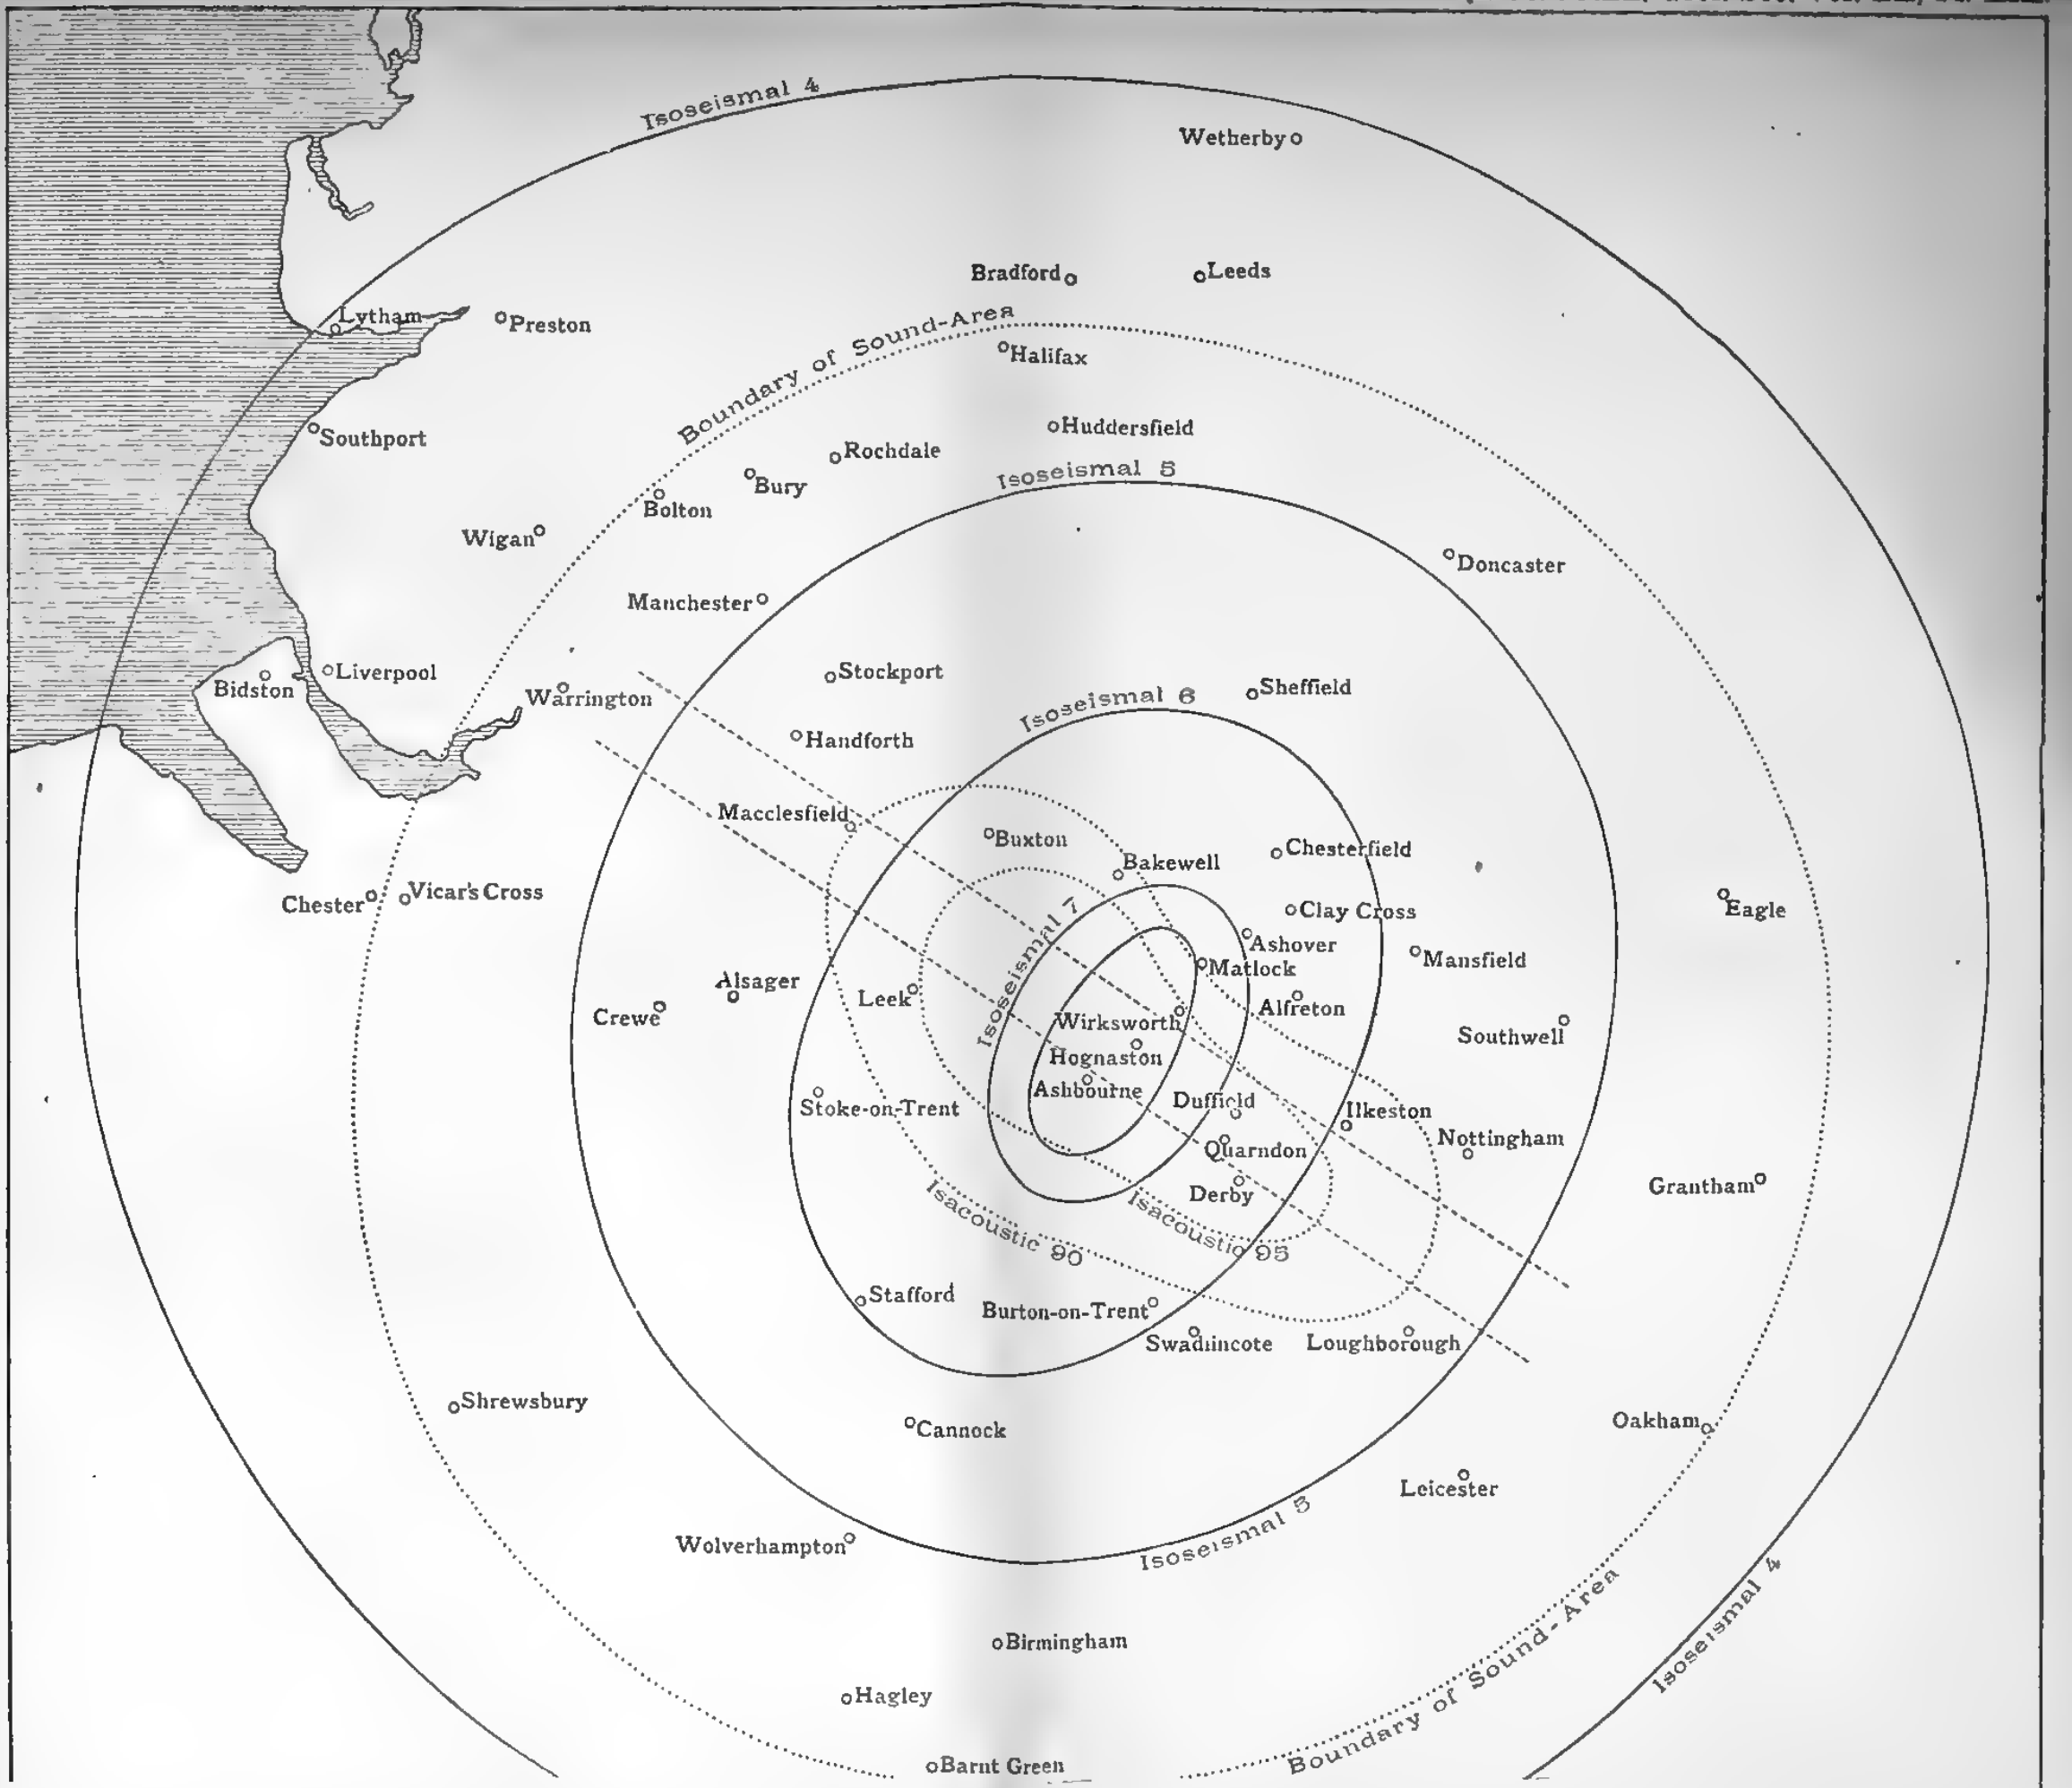 Isoseismal 4
Wetherby
Bradford
Leeds
Lytham
Preston
Boundary of Sound-Area
Halifax
Southport
Huddersfield
Rochdale
Isoseismal 5
Bury
Bolton
Wigan
Doncaster
Manchester
Liverpool
Stockport
Bidston
Warrington
Sheffield
Isoseismal 6
Handforth
Macclesfield
Buxton
Chesterfield
Bakewell
Vicar's Cross
Chester
Eagle
Clay Cross
Isoseismal 7
Ashover
Mansfield
Matlock
Alsager
Leek
Alfreton
Crewe
Wirksworth
Southwell
Hognaston
Ashbourne
Duffield
Stoke-on-Trent
Ilkeston
Nottingham
Quarndon
Grantham
Derby
Isacoustic 90
Isacoustic 95
Stafford
Burton-on-Trent
Swadlincote
Loughborough
Shrewsbury
Oakham
Cannock
Leicester
Isoseismal 5
Wolverhampton
Isoseismal 4
Boundary of Sound-Area
Birmingham
Hagley
Barnt Green